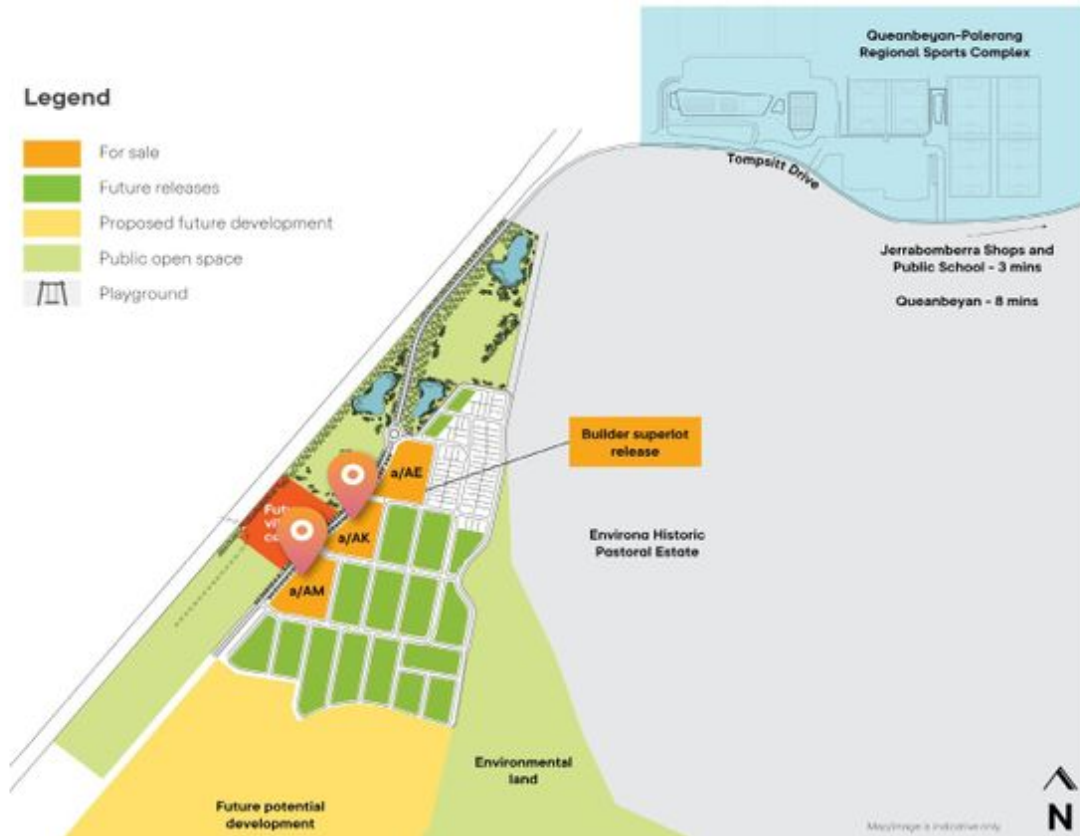 Queanbeyan-Palerang
Regional Sports Complex
Legend
For sale
Future releases
Proposed future development
Public open space
Playground
Tompsitt Drive
Jerrabomberra Shops and
Public School - 3 mins
Queanbeyan - 8 mins
Builder superlot
release
a/AE
a/AK
a/AM
Environa Historic
Pastoral Estate
Environmental
land
Future potential
development
Map/image is indicative only
N